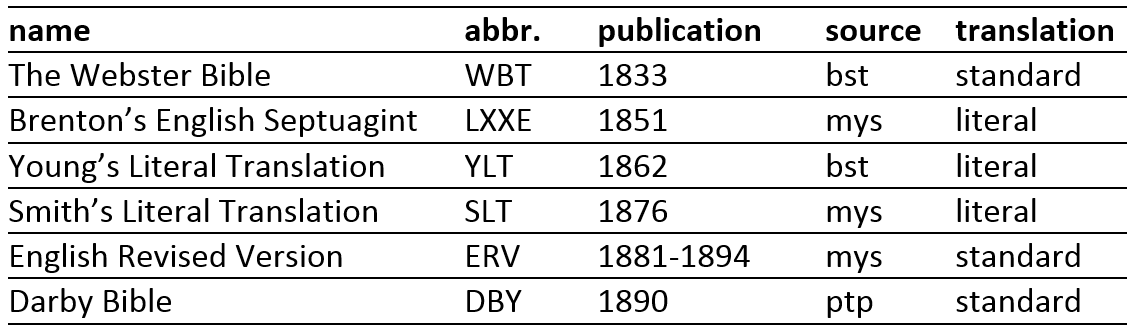 name abbr. publication source translation
The Webster Bible WBT 1833 bst standard
Brenton’s English Septuagint LXXE 1851 mys literal
Young’s Literal Translation YLT 1862 bst literal
Smith’s Literal Translation SLT 1876 mys literal
English Revised Version ERV 1881-1894 mys standard
Darby Bible DBY 1890 ptp standard